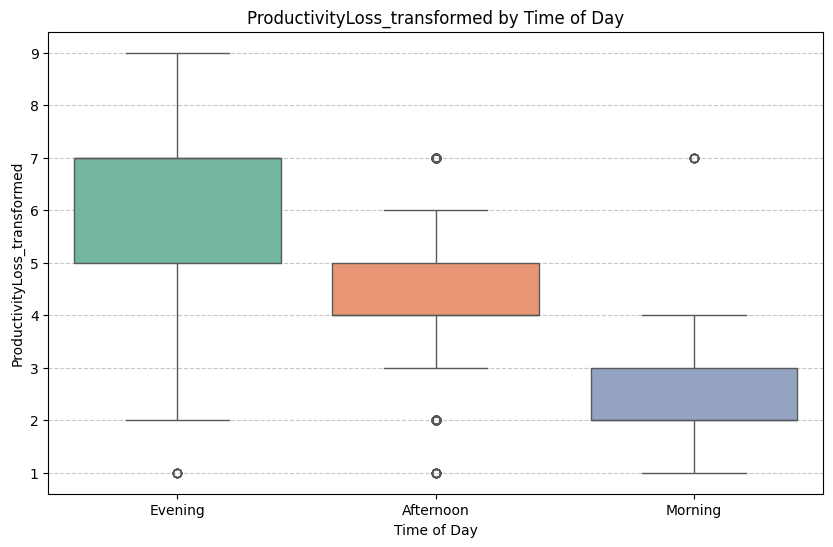 ProductivityLoss_transformed by Time of Day
ProductivityLoss_transformed
9
8
7
6
5
4
3
2
1
Evening
Afternoon
Morning
Time of Day